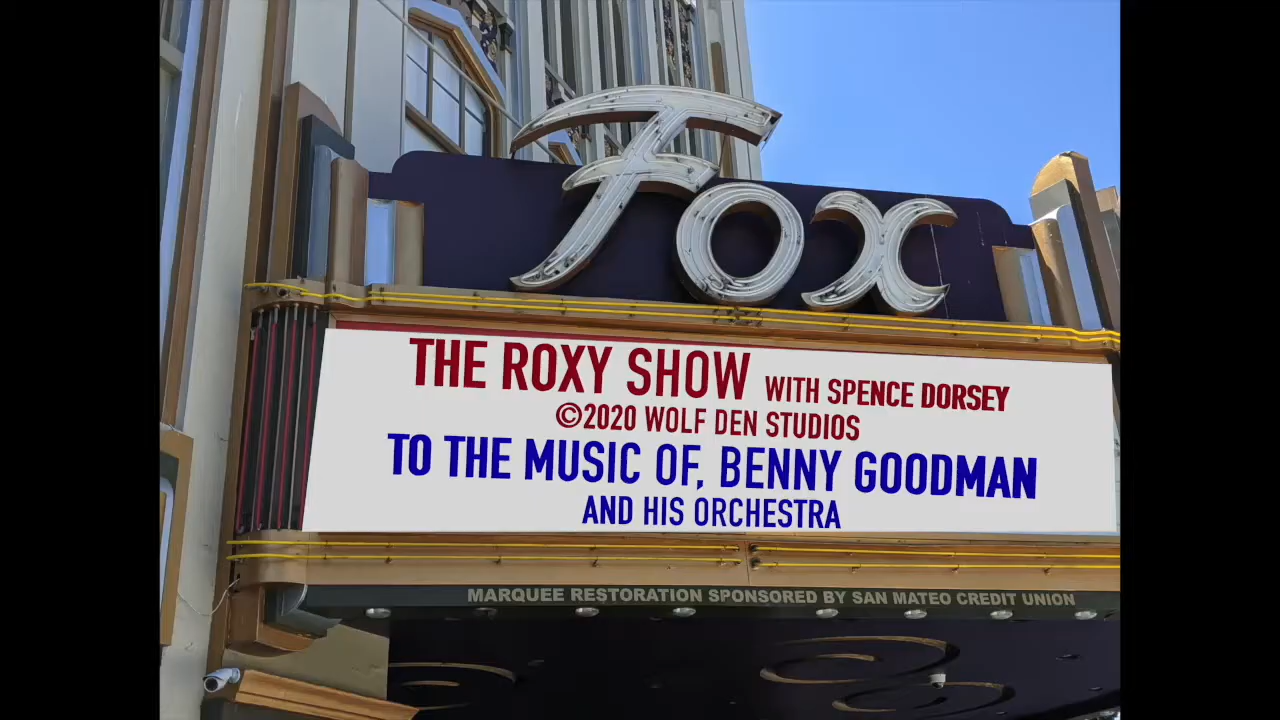 Fox
THE ROXY SHOW WITH SPENCE DORSEY
©2020 WOLF DEN STUDIOS
TO THE MUSIC OF, BENNY GOODMAN
AND HIS ORCHESTRA
MARQUEE RESTORATION SPONSORED BY SAN MATEO CREDIT UNION